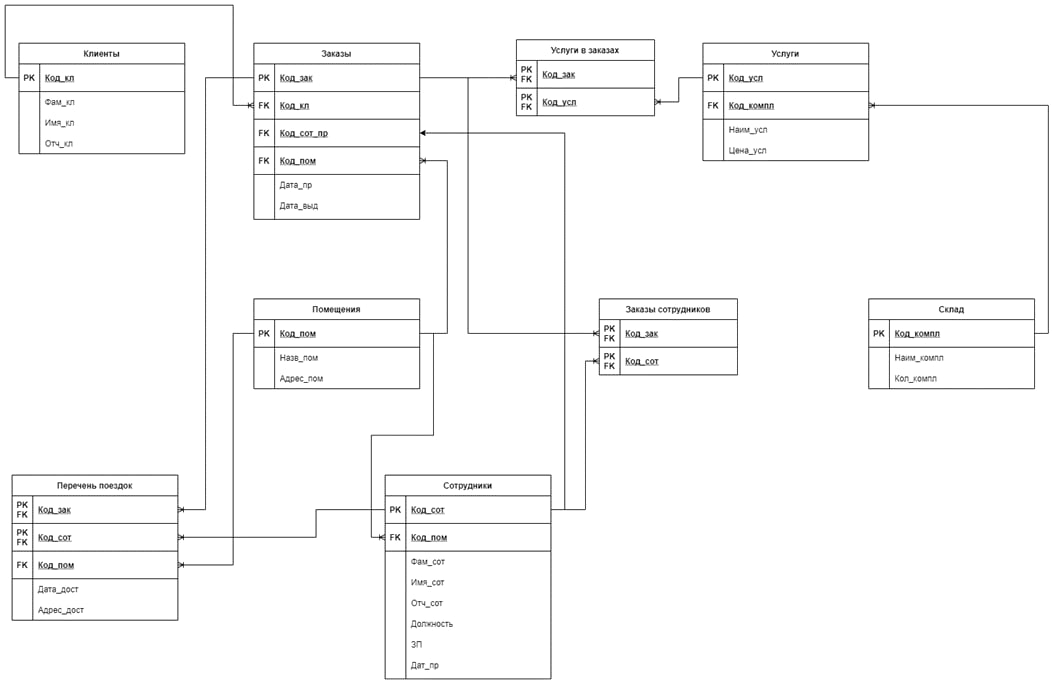 Клиенты
PK Код_кл
Фам_кл
Имя_кл
Отч_кл
Заказы
PK Код_зак
FK Код_кл
FK Код_сот_пр
FK Код_пом
Дата_пр
Дата_выд
Услуги в заказах
PK FK Код_зак
PK FK Код_усл
Услуги
PK Код_усл
FK Код_компл
Наим_усл
Цена_усл
Помещения
PK Код_пом
Назв_пом
Адрес_пом
Заказы сотрудников
PK FK Код_зак
PK FK Код_сот
Склад
PK Код_компл
Наим_компл
Кол_компл
Перечень поездок
PK FK Код_зак
PK FK Код_сот
FK Код_пом
Дата_дост
Адрес_дост
Сотрудники
PK Код_сот
FK Код_пом
Фам_сот
Имя_сот
Отч_сот
Должность
ЗП
Дат_пр